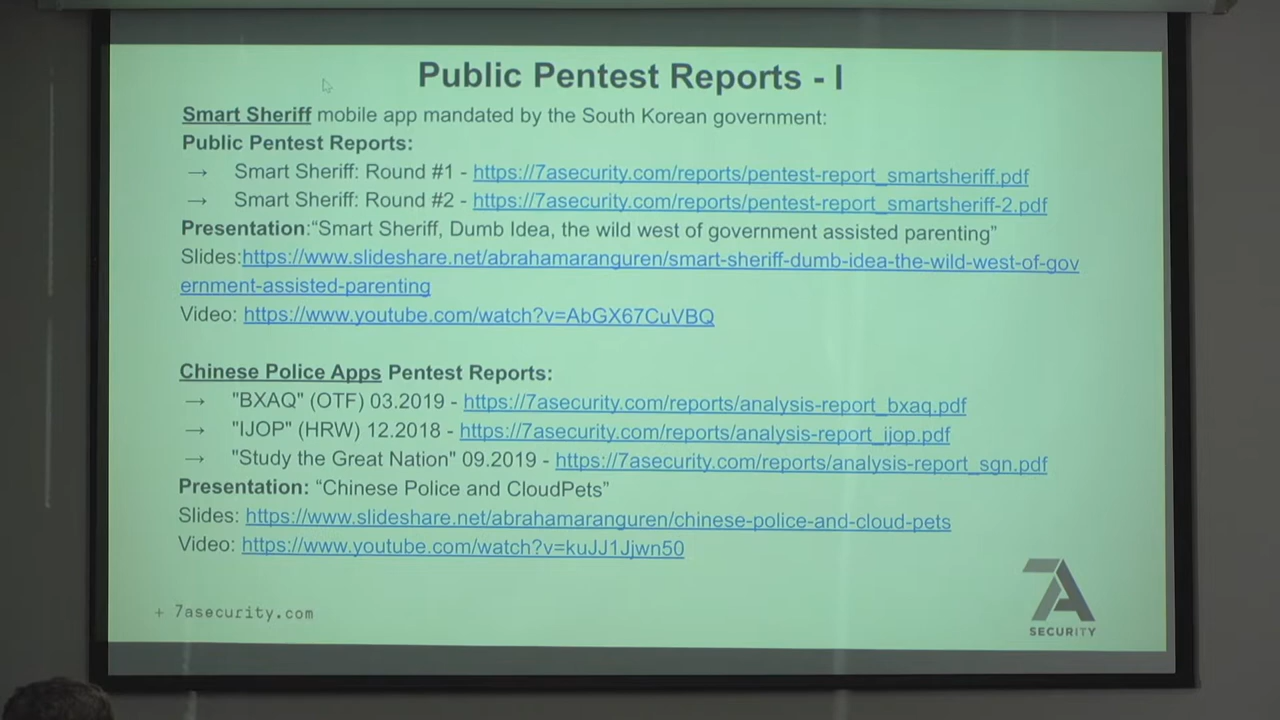 Public Pentest Reports - I
Smart Sheriff mobile app mandated by the South Korean government:
Public Pentest Reports:
→ Smart Sheriff: Round #1 - https://7asecurity.com/reports/pentest-report_smartsheriff.pdf
→ Smart Sheriff: Round #2 - https://7asecurity.com/reports/pentest-report_smartsheriff-2.pdf
Presentation:“Smart Sheriff, Dumb Idea, the wild west of government assisted parenting”
Slides:https://www.slideshare.net/abrahamaranguren/smart-sheriff-dumb-idea-the-wild-west-of-gov
ernment-assisted-parenting
Video: https://www.youtube.com/watch?v=AbGX67CuVBQ
Chinese Police Apps Pentest Reports:
→ "BXAQ" (OTF) 03.2019 - https://7asecurity.com/reports/analysis-report_bxaq.pdf
→ "IJOP" (HRW) 12.2018 - https://7asecurity.com/reports/analysis-report_ijop.pdf
→ "Study the Great Nation" 09.2019 - https://7asecurity.com/reports/analysis-report_sgn.pdf
Presentation: “Chinese Police and CloudPets”
Slides: https://www.slideshare.net/abrahamaranguren/chinese-police-and-cloud-pets
Video: https://www.youtube.com/watch?v=kuJJ1Jjwn50
+ 7asecurity.com
7A
SECURITY